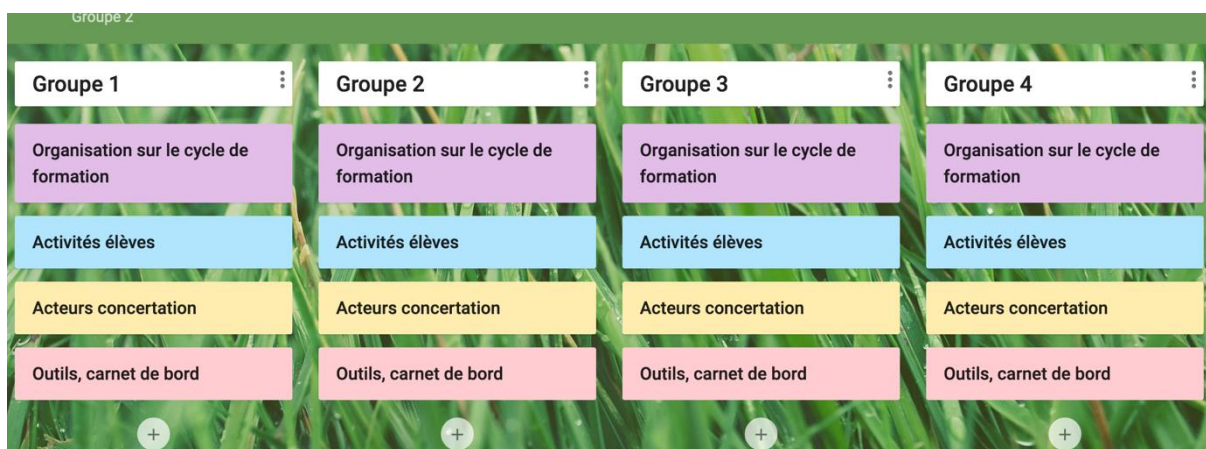 Groupe 2
Groupe 1
Organisation sur le cycle de
formation
Activités élèves
Acteurs concertation
Outils, carnet de bord
Groupe 2
Organisation sur le cycle de
formation
Activités élèves
Acteurs concertation
Outils, carnet de bord
Groupe 3
Organisation sur le cycle de
formation
Activités élèves
Acteurs concertation
Outils, carnet de bord
Groupe 4
Organisation sur le cycle de
formation
Activités élèves
Acteurs concertation
Outils, carnet de bord